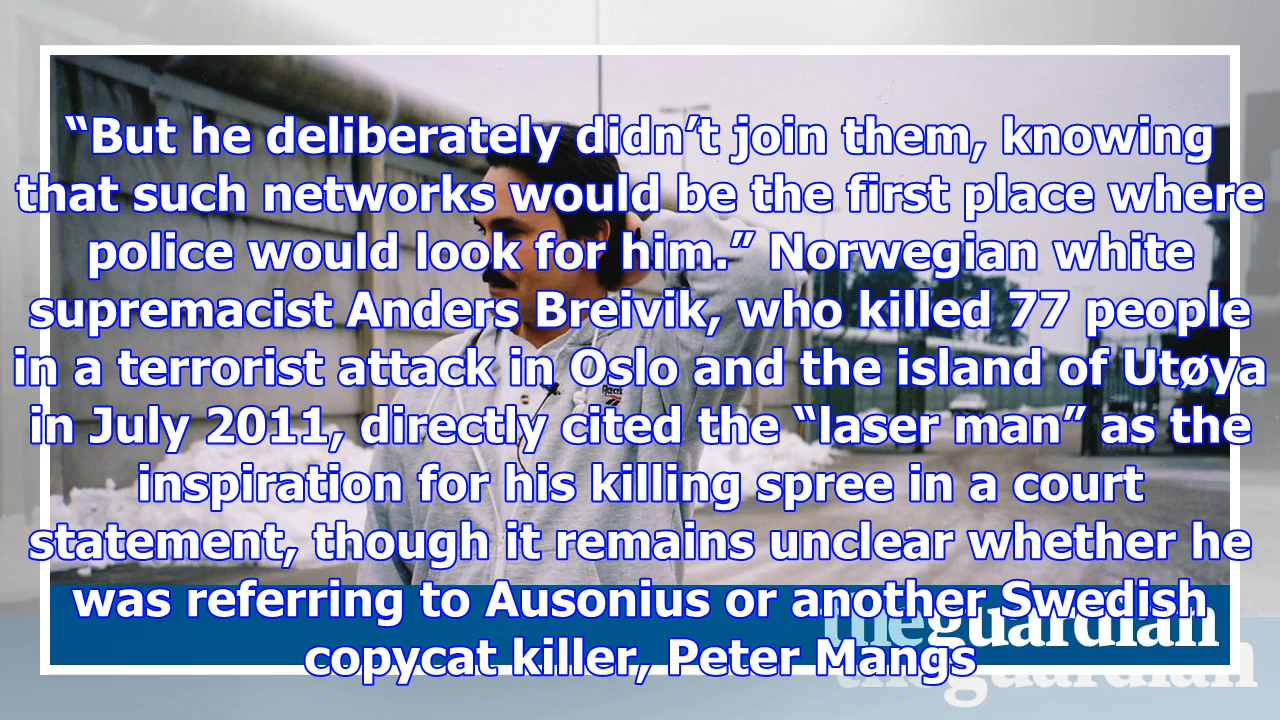 “But he deliberately didn’t join them, knowing
that such networks would be the first place where
police would look for him.” Norwegian white
supremacist Anders Breivik, who killed 77 people
in a terrorist attack in Oslo and the island of Utøya
in July 2011, directly cited the “laser man” as the
inspiration for his killing spree in a court
statement, though it remains unclear whether he
was referring to Ausonius or another Swedish
copycat killer, Peter Mangs
theguardian
theguardian
Reebok